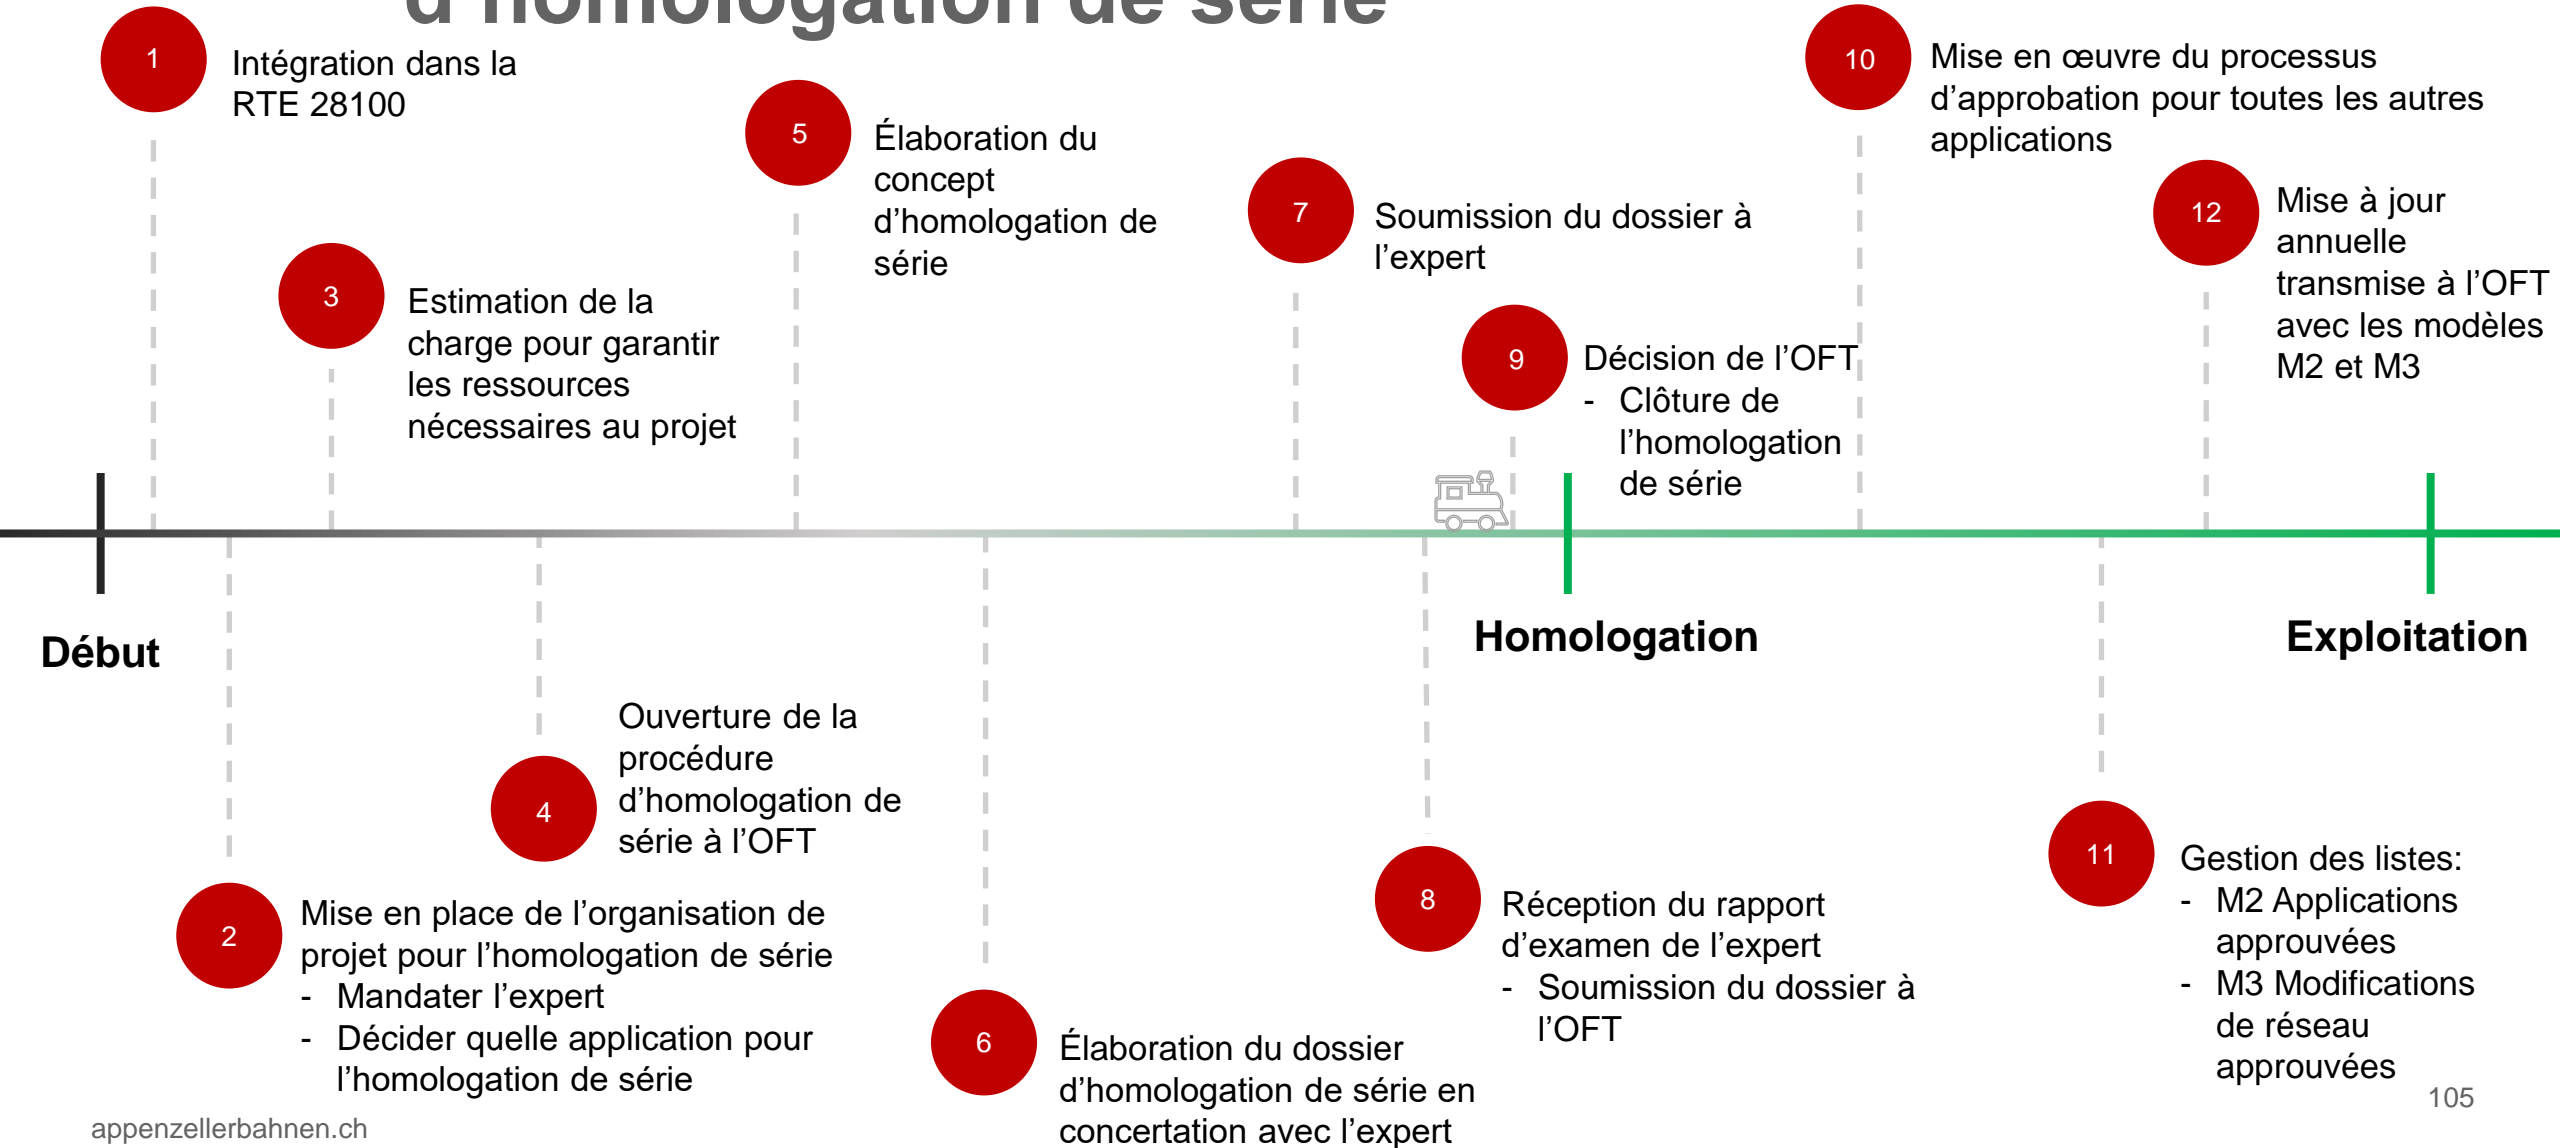 d’homologation de série
1
Intégration dans la
RTE 28100
3
Estimation de la
charge pour garantir
les ressources
nécessaires au projet
5
Élaboration du
concept
d’homologation de
série
7
Soumission du dossier à
l’expert
9
Décision de l’OFT
- Clôture de
l’homologation
de série
10
Mise en œuvre du processus
d’approbation pour toutes les autres
applications
12
Mise à jour
annuelle
transmise à l’OFT
avec les modèles
M2 et M3
Début
Homologation
Exploitation
2
Mise en place de l’organisation de
projet pour l’homologation de série
- Mandater l’expert
- Décider quelle application pour
l’homologation de série
4
Ouverture de la
procédure
d’homologation de
série à l’OFT
6
Élaboration du dossier
d’homologation de série en
concertation avec l’expert
8
Réception du rapport
d’examen de l’expert
- Soumission du dossier à
l’OFT
11
Gestion des listes:
- M2 Applications
approuvées
- M3 Modifications
de réseau
approuvées
105
appenzellerbahnen.ch